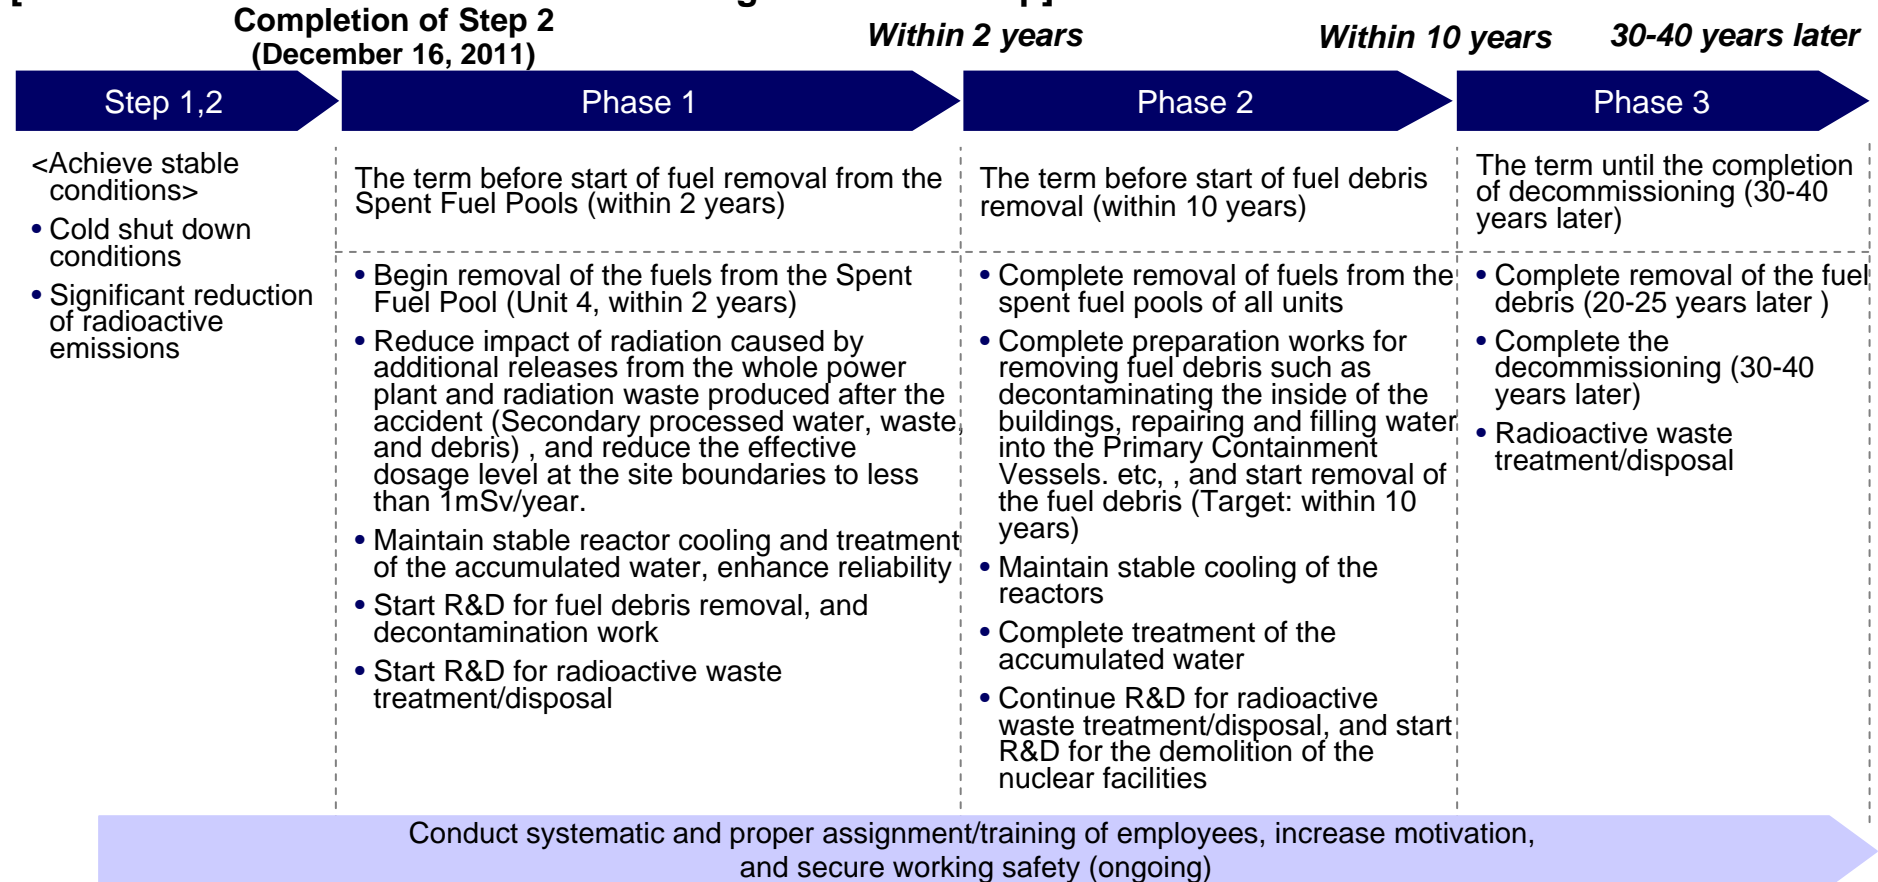 Completion of Step 2
(December 16, 2011)
Within 2 years
Within 10 years
30-40 years later
Step 1,2
Phase 1
Phase 2
Phase 3
<Achieve stable
conditions>
• Cold shut down
conditions
• Significant reduction
of radioactive
emissions
The term before start of fuel removal from the
Spent Fuel Pools (within 2 years)
• Begin removal of the fuels from the Spent
Fuel Pool (Unit 4, within 2 years)
• Reduce impact of radiation caused by
additional releases from the whole power
plant and radiation waste produced after the
accident (Secondary processed water, waste,
and debris) , and reduce the effective
dosage level at the site boundaries to less
than 1mSv/year.
• Maintain stable reactor cooling and treatment
of the accumulated water, enhance reliability
• Start R&D for fuel debris removal, and
decontamination work
• Start R&D for radioactive waste
treatment/disposal
The term before start of fuel debris
removal (within 10 years)
• Complete removal of fuels from the
spent fuel pools of all units
• Complete preparation works for
removing fuel debris such as
decontaminating the inside of the
buildings, repairing and filling water
into the Primary Containment
Vessels. etc, , and start removal of
the fuel debris (Target: within 10
years)
• Maintain stable cooling of the
reactors
• Complete treatment of the
accumulated water
• Continue R&D for radioactive
waste treatment/disposal, and start
R&D for the demolition of the
nuclear facilities
The term until the completion
of decommissioning (30-40
years later)
• Complete removal of the fuel
debris (20-25 years later )
• Complete the
decommissioning (30-40
years later)
• Radioactive waste
treatment/disposal
Conduct systematic and proper assignment/training of employees, increase motivation,
and secure working safety (ongoing)